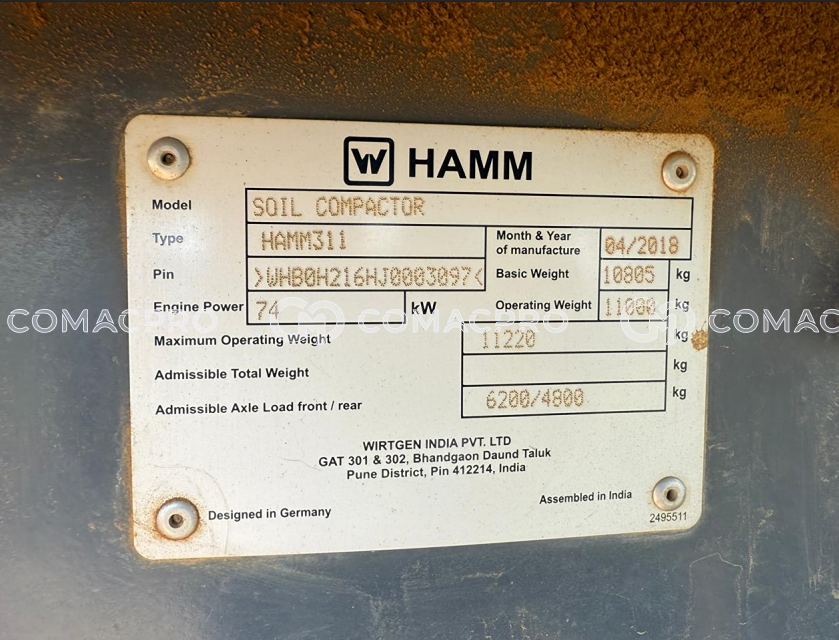 W HAMM
Model SOIL COMPACTOR
Type HAMM311 Month & Year of manufacture 04/2018
Pin >WHB0H216HJ0003097< Basic Weight 10805 kg
Engine Power 74 kW Operating Weight 11000 kg
COMACPRO COMACPRO COMAC
Maximum Operating Weight 11220 kg
Admissible Total Weight kg
Admissible Axle Load front / rear 6200/4800 kg
WIRTGEN INDIA PVT. LTD
GAT 301 & 302, Bhandgaon Daund Taluk
Pune District, Pin 412214, India
Designed in Germany Assembled in India
2495511